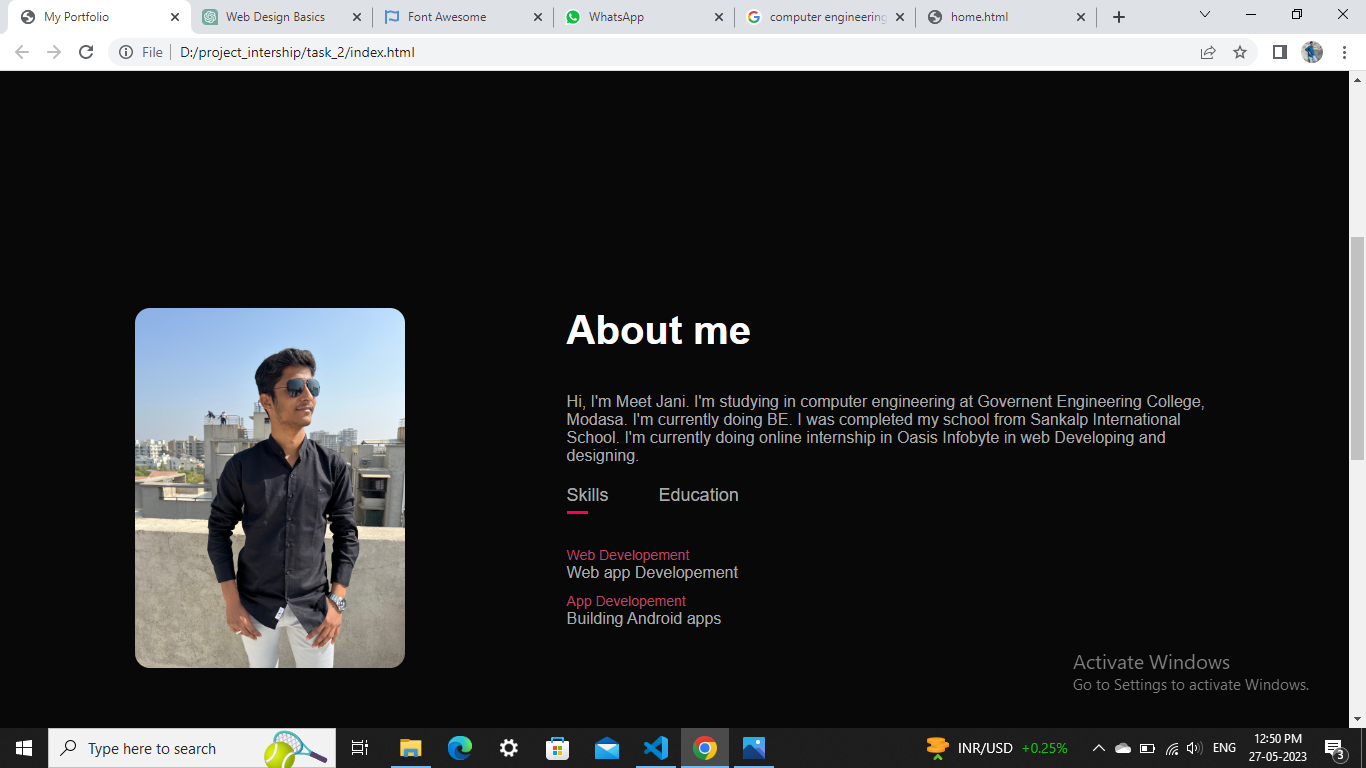 My Portfolio
Web Design Basics
Font Awesome
WhatsApp
computer engineering
home.html
File
D:/project_intership/task_2/index.html
About me
Hi, I'm Meet Jani. I'm studying in computer engineering at Governent Engineering College,
Modasa. I'm currently doing BE. I was completed my school from Sankalp International
School. I'm currently doing online internship in Oasis Infobyte in web Developing and
designing.
Skills Education
Web Developement
Web app Developement
App Developement
Building Android apps
Activate Windows
Go to Settings to activate Windows.
Type here to search
INR/USD +0.25%
ENG
12:50 PM
27-05-2023
3